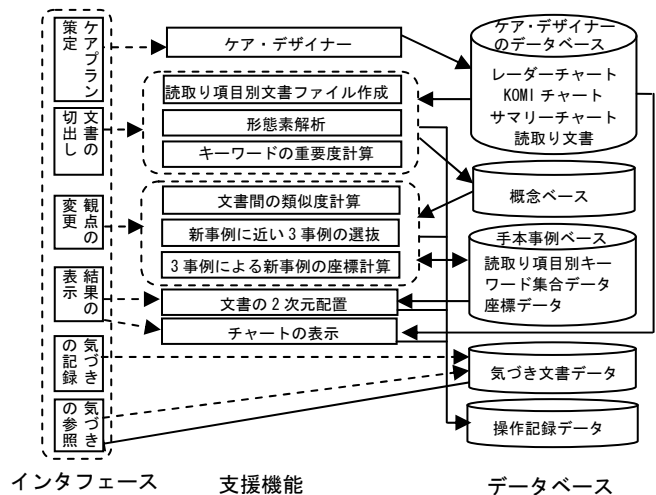 ケアプラン
策定
文書の
切出し
観点の
変更
結果の
表示
気づき
の記録
気づき
の参照
インタフェース
ケア・デザイナー
読取り項目別文書ファイル作成
形態素解析
キーワードの重要度計算
文書間の類似度計算
新事例に近い3事例の選抜
3事例による新事例の座標計算
文書の2次元配置
チャートの表示
支援機能
ケア・デザイナー
のデータベース
レーダーチャート
KOMIチャート
サマリーチャート
読取り文書
概念ベース
手本事例ベース
読取り項目別キー
ワード集合データ
座標データ
気づき文書データ
操作記録データ
データベース